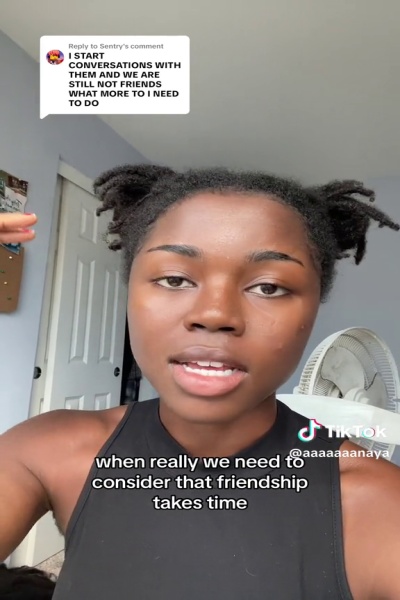 Reply to Sentry's comment
I START
CONVERSATIONS WITH
THEM AND WE ARE
STILL NOT FRIENDS
WHAT MORE TO I NEED
TO DO
TikTok
@aaaaaaanaya
when really we need to
consider that friendship
takes time